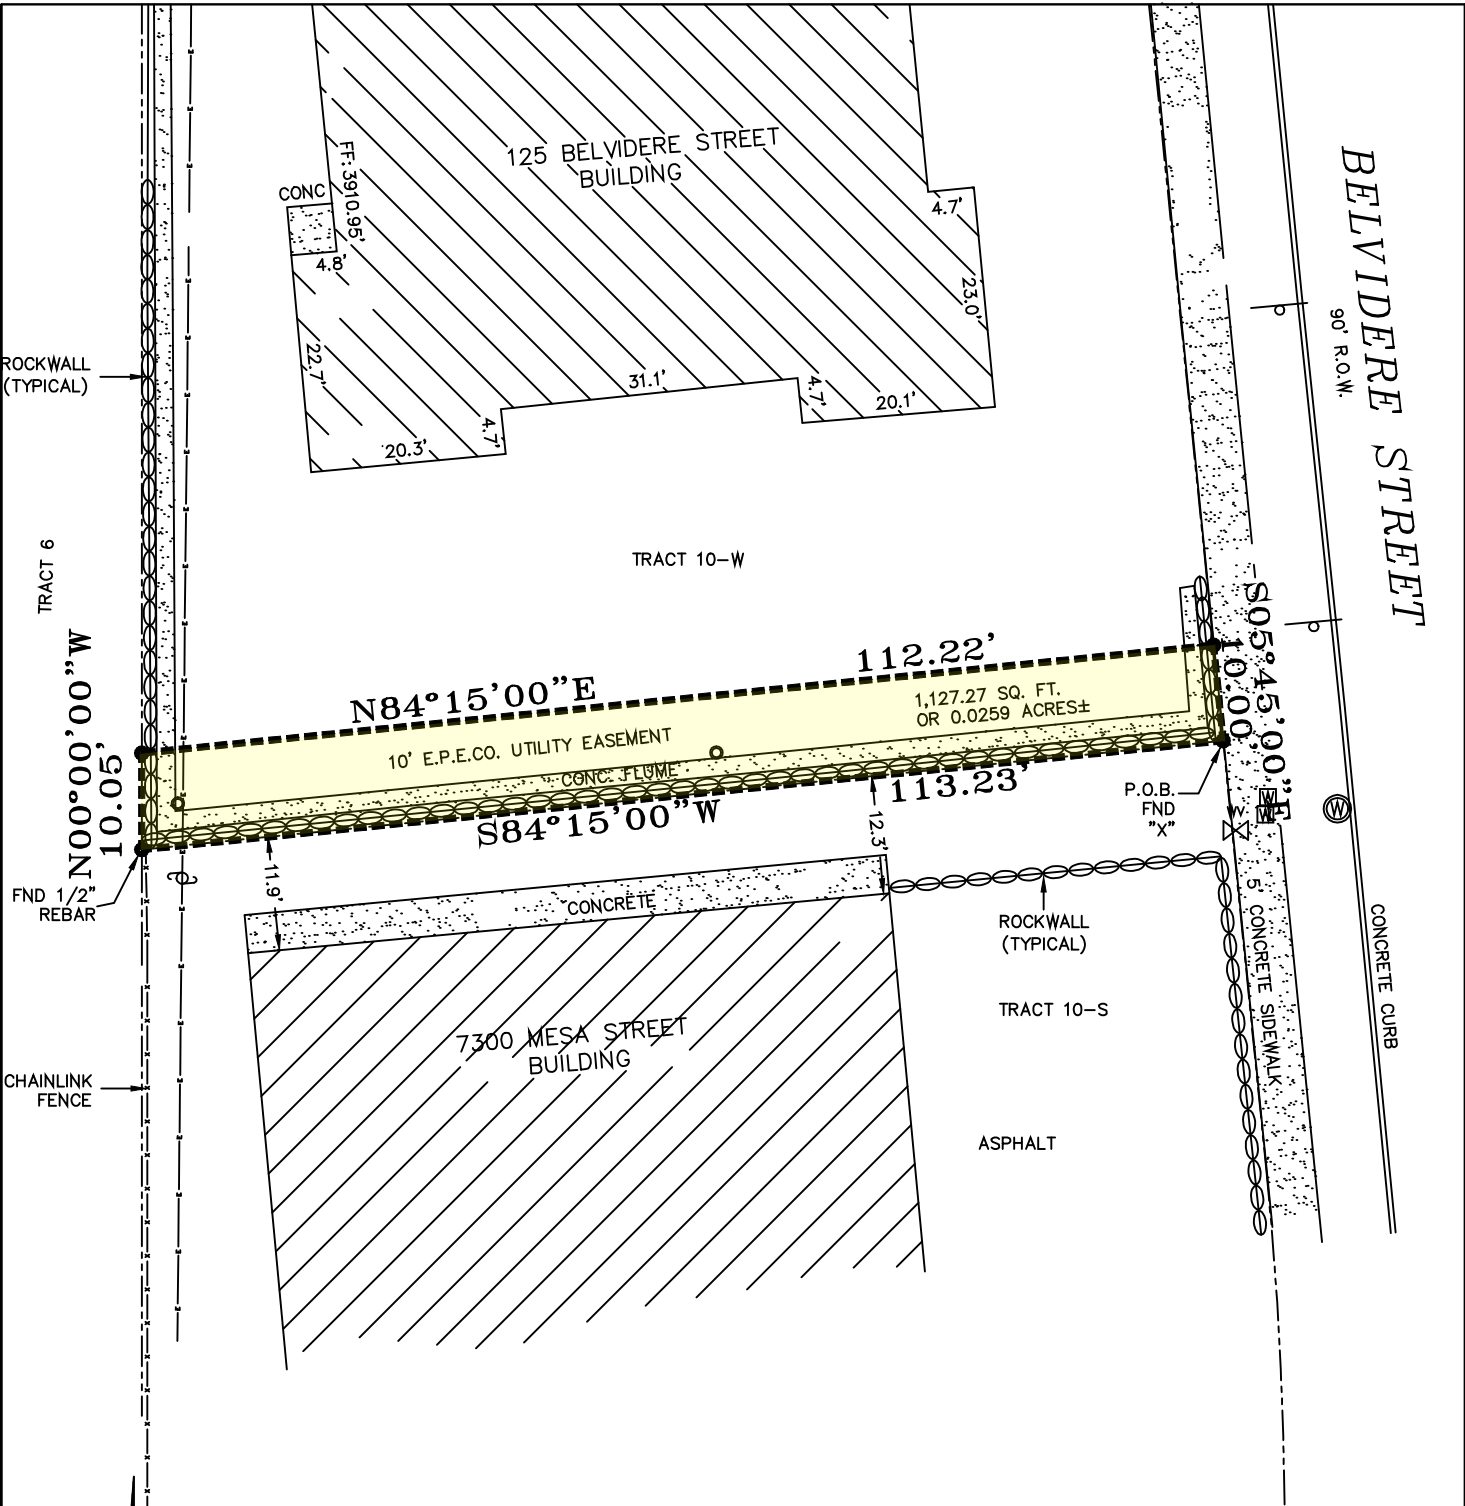 125 BELVIDERE STREET
BUILDING
FF: 3910.95'
CONC
4.8'
4.7'
23.0'
22.7'
31.1'
4.7'
20.1'
20.3'
4.7'
BELVIDERE STREET
90' R.O.W.
ROCKWALL
(TYPICAL)
TRACT 6
TRACT 10-W
N00°00'00"W
10.05'
N84°15'00"E
112.22'
S05°45'00"E
10.00'
1,127.27 SQ. FT.
OR 0.0259 ACRES±
10' E.P.E.CO. UTILITY EASEMENT
CONC. FLUME
S84°15'00"W
113.23'
P.O.B.
FND
"X"
W
W
W
W
FND 1/2"
REBAR
11.9'
12.3'
CONCRETE
ROCKWALL
(TYPICAL)
5' CONCRETE SIDEWALK
CONCRETE CURB
TRACT 10-S
7300 MESA STREET
BUILDING
CHAINLINK
FENCE
ASPHALT